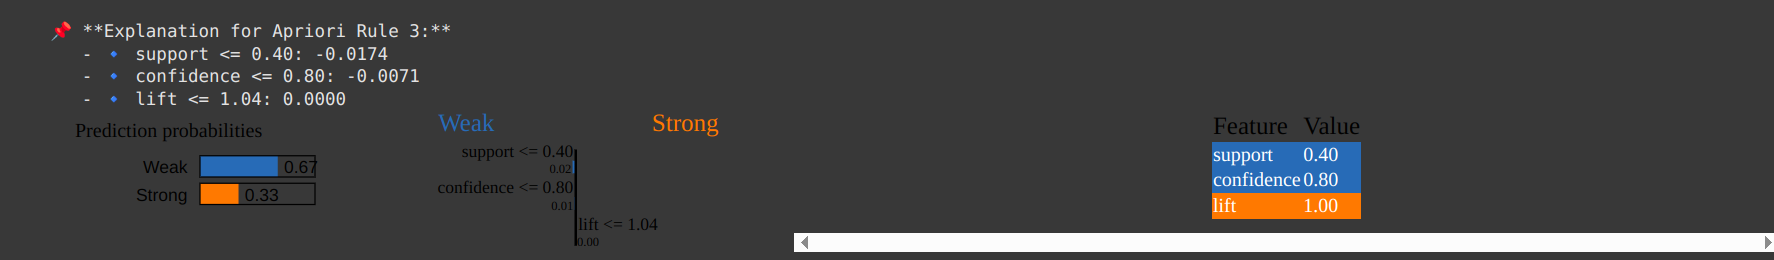 📌 **Explanation for Apriori Rule 3:**
- 🔹 support <= 0.40: -0.0174
- 🔹 confidence <= 0.80: -0.0071
- 🔹 lift <= 1.04: 0.0000
Prediction probabilities
Weak 0.67
Strong 0.33
Weak Strong
support <= 0.40
0.02
confidence <= 0.80
0.01
lift <= 1.04
0.00
Feature Value
support 0.40
confidence 0.80
lift 1.00